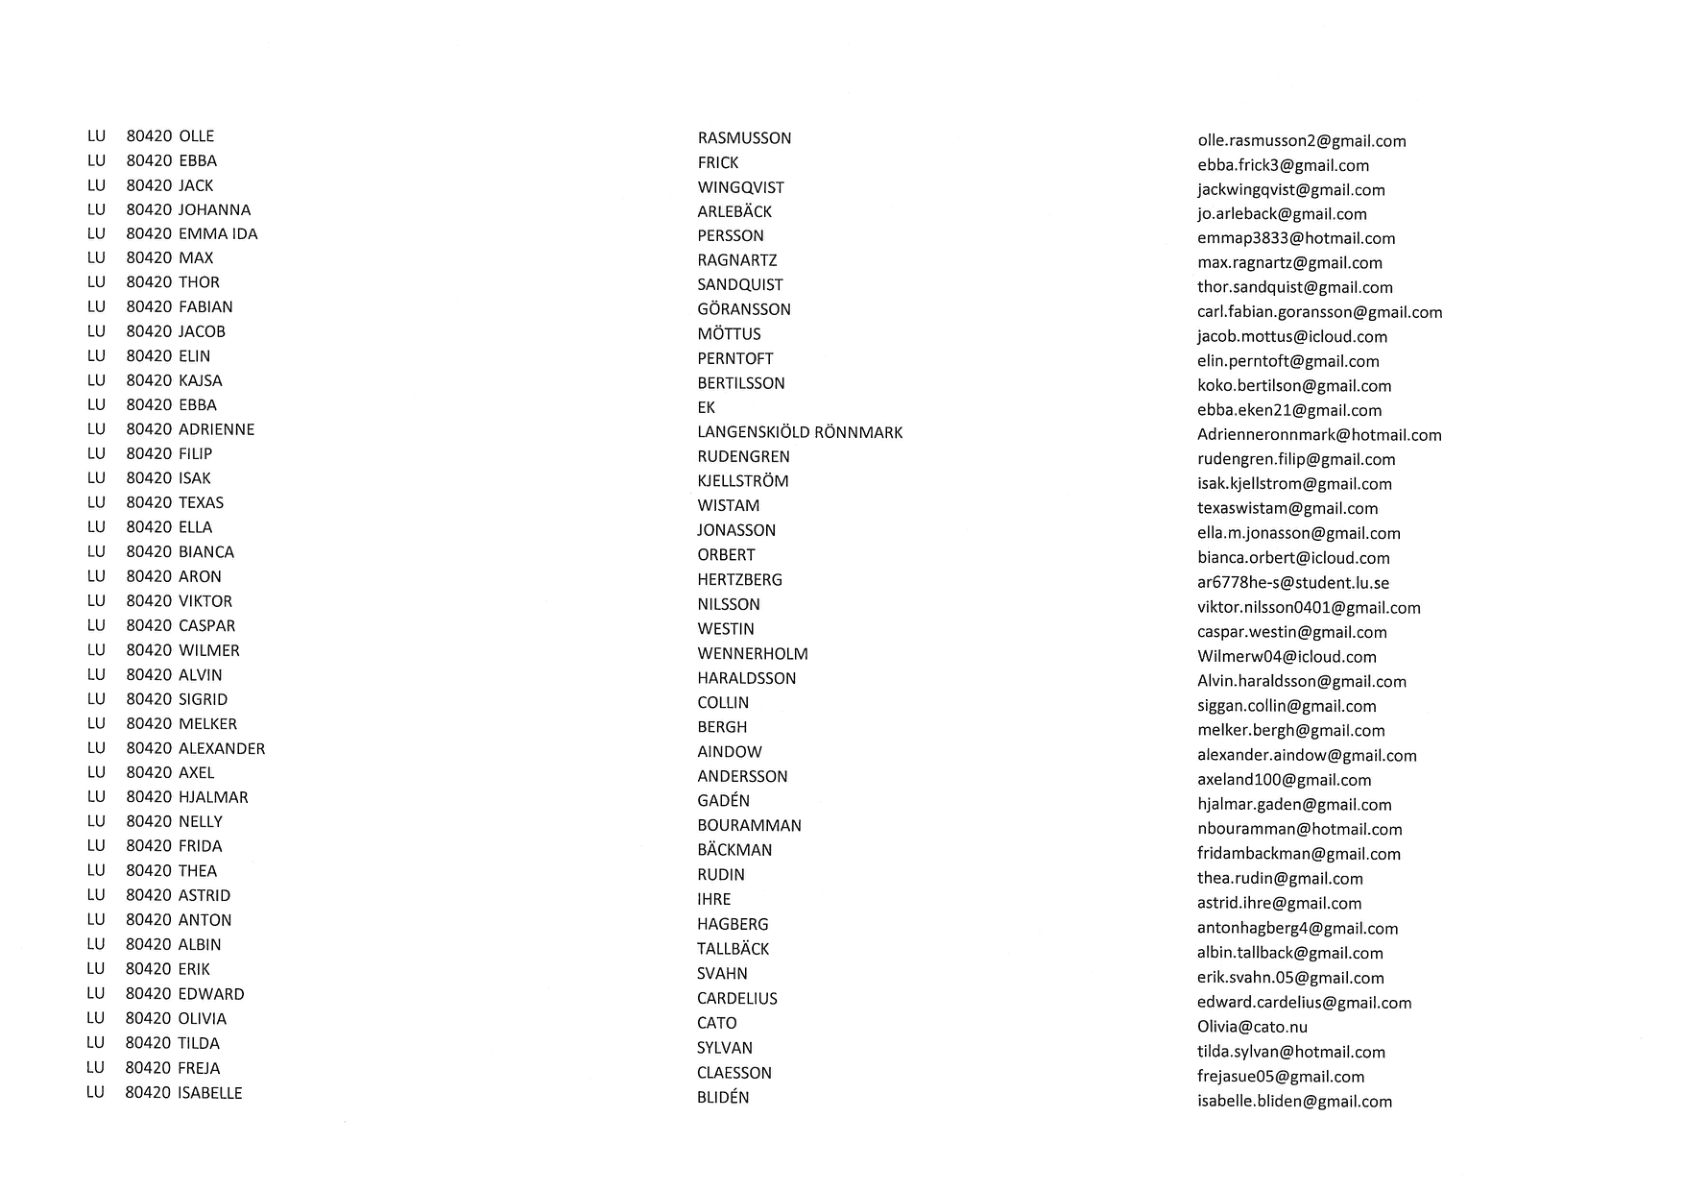 LU 80420 OLLE RASMUSSON olle.rasmusson2@gmail.com
LU 80420 EBBA FRICK ebba.frick3@gmail.com
LU 80420 JACK WINGQVIST jackwingqvist@gmail.com
LU 80420 JOHANNA ARLEBÄCK jo.arleback@gmail.com
LU 80420 EMMA IDA PERSSON emmap3833@hotmail.com
LU 80420 MAX RAGNARTZ max.ragnartz@gmail.com
LU 80420 THOR SANDQUIST thor.sandquist@gmail.com
LU 80420 FABIAN GÖRANSSON carl.fabian.goransson@gmail.com
LU 80420 JACOB MÖTTUS jacob.mottus@icloud.com
LU 80420 ELIN PERNTOFT elin.perntoft@gmail.com
LU 80420 KAJSA BERTILSSON koko.bertilson@gmail.com
LU 80420 EBBA EK ebba.eken21@gmail.com
LU 80420 ADRIENNE LANGENSKIÖLD RÖNNMARK Adrienneronnmark@hotmail.com
LU 80420 FILIP RUDENGREN rudengren.filip@gmail.com
LU 80420 ISAK KJELLSTRÖM isak.kjellstrom@gmail.com
LU 80420 TEXAS WISTAM texaswistam@gmail.com
LU 80420 ELLA JONASSON ella.m.jonasson@gmail.com
LU 80420 BIANCA ORBERT bianca.orbert@icloud.com
LU 80420 ARON HERTZBERG ar6778he-s@student.lu.se
LU 80420 VIKTOR NILSSON viktor.nilsson0401@gmail.com
LU 80420 CASPAR WESTIN caspar.westin@gmail.com
LU 80420 WILMER WENNERHOLM Wilmerw04@icloud.com
LU 80420 ALVIN HARALDSSON Alvin.haraldsson@gmail.com
LU 80420 SIGRID COLLIN siggan.collin@gmail.com
LU 80420 MELKER BERGH melker.bergh@gmail.com
LU 80420 ALEXANDER AINDOW alexander.aindow@gmail.com
LU 80420 AXEL ANDERSSON axeland100@gmail.com
LU 80420 HJALMAR GADÉN hjalmar.gaden@gmail.com
LU 80420 NELLY BOURAMMAN nbouramman@hotmail.com
LU 80420 FRIDA BÄCKMAN fridambackman@gmail.com
LU 80420 THEA RUDIN thea.rudin@gmail.com
LU 80420 ASTRID IHRE astrid.ihre@gmail.com
LU 80420 ANTON HAGBERG antonhagberg4@gmail.com
LU 80420 ALBIN TALLBÄCK albin.tallback@gmail.com
LU 80420 ERIK SVAHN erik.svahn.05@gmail.com
LU 80420 EDWARD CARDELIUS edward.cardelius@gmail.com
LU 80420 OLIVIA CATO Olivia@cato.nu
LU 80420 TILDA SYLVAN tilda.sylvan@hotmail.com
LU 80420 FREJA CLAESSON frejasue05@gmail.com
LU 80420 ISABELLE BLIDÉN isabelle.bliden@gmail.com